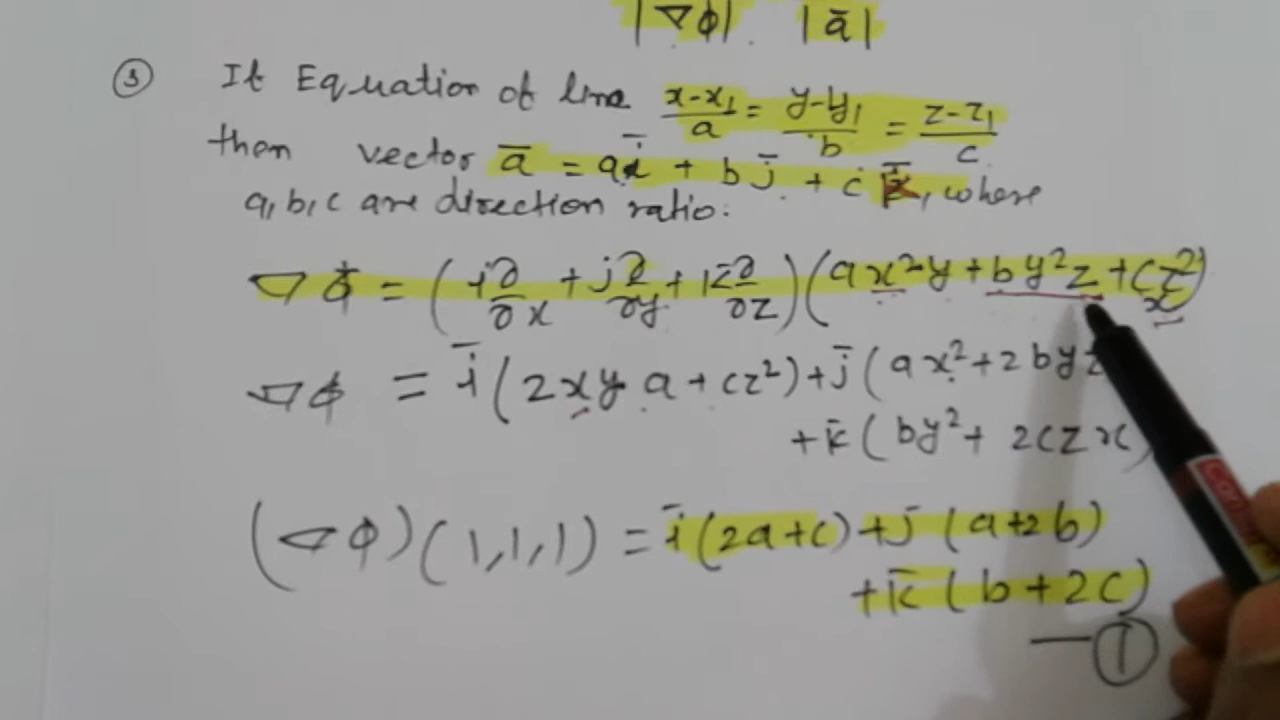 |∇ϕ| . |ā|
③ If Equation of line (x-x₁)/a = (y-y₁)/b = (z-z₁)/c
then vector ā = aī + bj̄ + ck̄, where
a,b,c are direction ratio.
∇ϕ = (i∂/∂x + j∂/∂y + k∂/∂z)(ax²y + by²z + cz²x)
∇ϕ = ī(2xya + cz²) + j̄(ax² + 2byz
+ k̄(by² + 2czx)
(∇ϕ)(1,1,1) = ī(2a+c) + j̄(a+2b)
+ k̄(b+2c)
—①